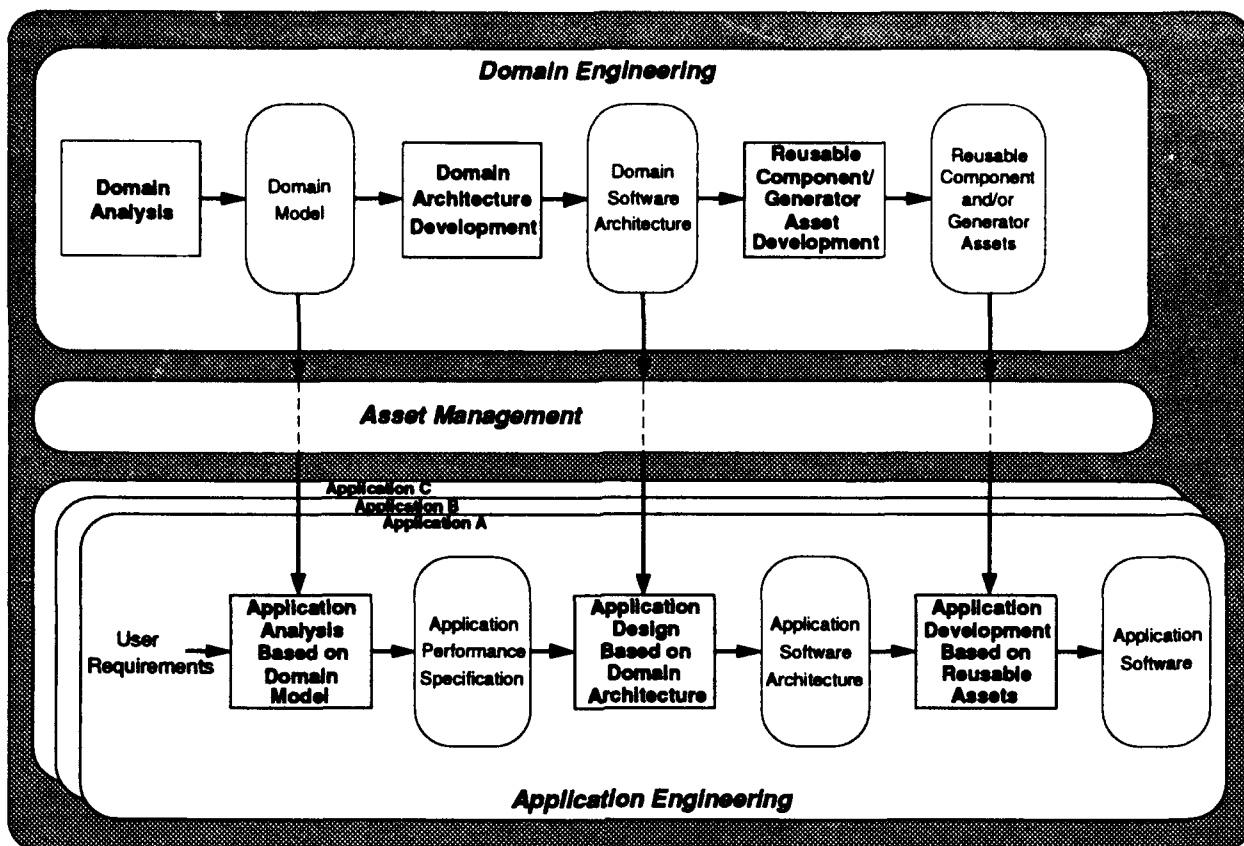 Domain Engineering
Domain
Analysis
Domain
Model
Domain
Architecture
Development
Domain
Software
Architecture
Reusable
Component/
Generator
Asset
Development
Reusable
Component
and/or
Generator
Assets
Asset Management
Application C
Application B
Application A
User
Requirements
Application
Analysis
Based on
Domain
Model
Application
Performance
Specification
Application
Design
Based on
Domain
Architecture
Application
Software
Architecture
Application
Development
Based on
Reusable
Assets
Application
Software
Application Engineering